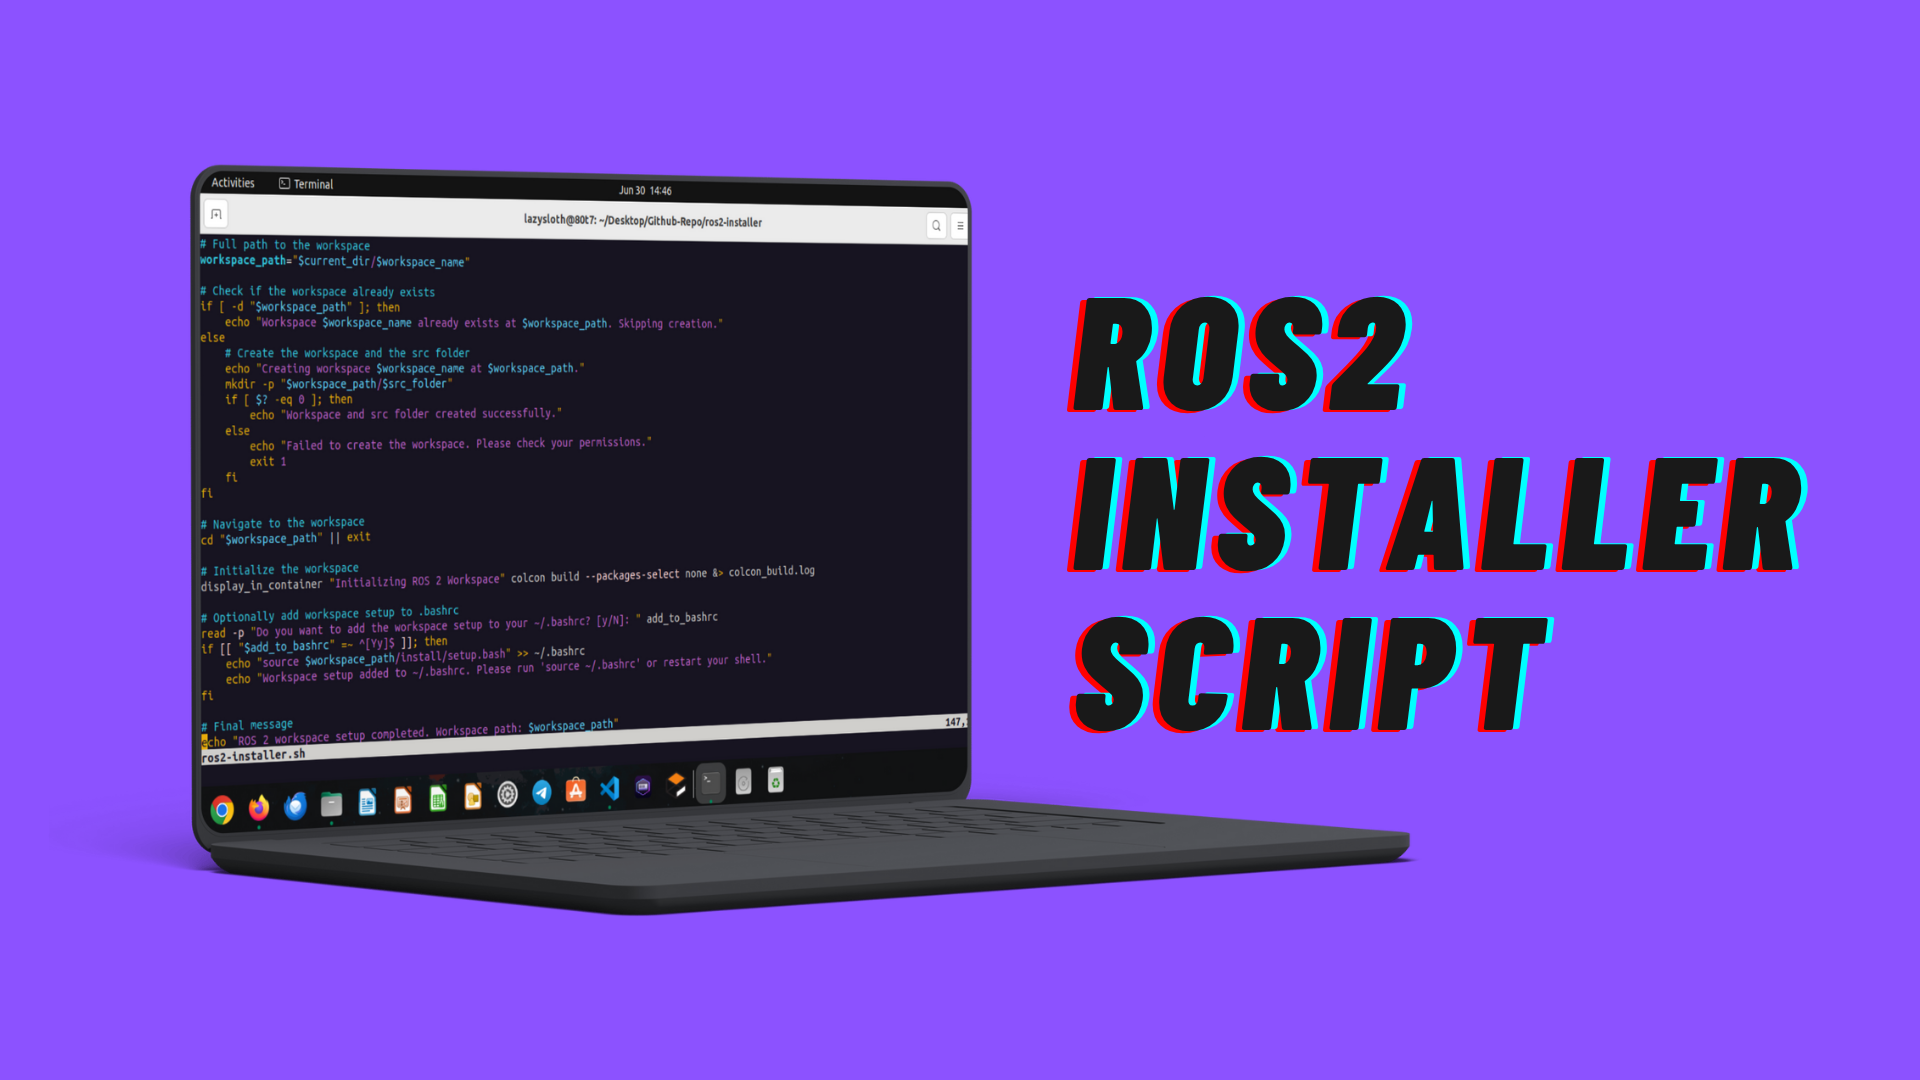 Activities Terminal Jun 30 14:46
lazysloth@80t7: ~/Desktop/Github-Repo/ros2-installer
# Full path to the workspace
workspace_path="$current_dir/$workspace_name"
# Check if the workspace already exists
if [ -d "$workspace_path" ]; then
echo "Workspace $workspace_name already exists at $workspace_path. Skipping creation."
else
# Create the workspace and the src folder
echo "Creating workspace $workspace_name at $workspace_path."
mkdir -p "$workspace_path/$src_folder"
if [ $? -eq 0 ]; then
echo "Workspace and src folder created successfully."
else
echo "Failed to create the workspace. Please check your permissions."
exit 1
fi
fi
# Navigate to the workspace
cd "$workspace_path" || exit
# Initialize the workspace
display_in_container "Initializing ROS 2 Workspace" colcon build --packages-select none &> colcon_build.log
# Optionally add workspace setup to .bashrc
read -p "Do you want to add the workspace setup to your ~/.bashrc? [y/N]: " add_to_bashrc
if [[ "$add_to_bashrc" =~ ^[Yy]$ ]]; then
echo "source $workspace_path/install/setup.bash" >> ~/.bashrc
echo "Workspace setup added to ~/.bashrc. Please run 'source ~/.bashrc' or restart your shell."
fi
# Final message
echo "ROS 2 workspace setup completed. Workspace path: $workspace_path"
ros2-installer.sh 147,
ROS2
INSTALLER
SCRIPT